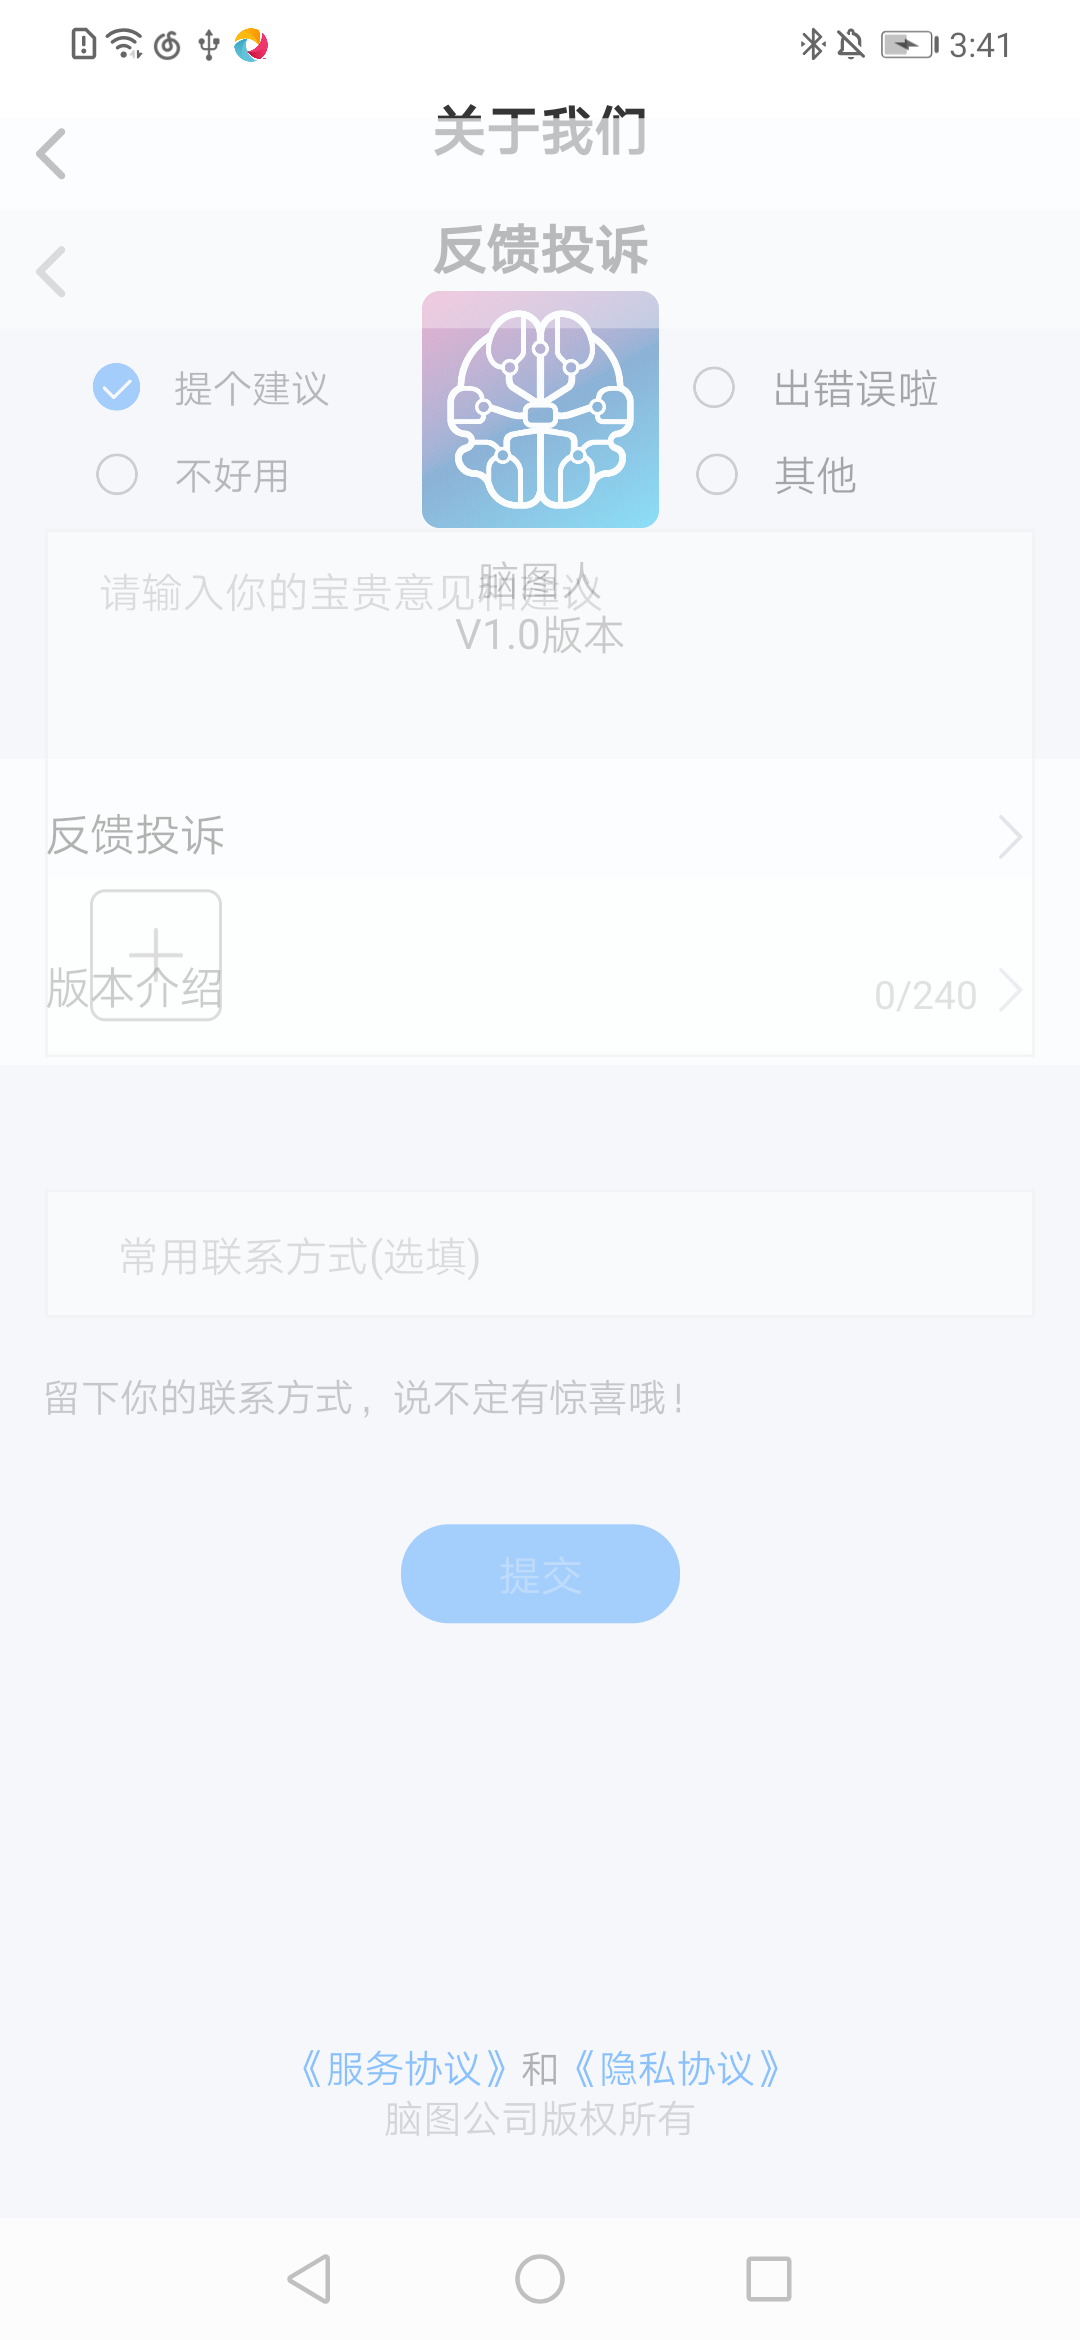 3:41
关于我们
反馈投诉
提个建议
出错误啦
不好用
其他
请输入你的宝贵意见和建议
脑图人
V1.0版本
反馈投诉
版本介绍
0/240
常用联系方式(选填)
留下你的联系方式，说不定有惊喜哦！
提交
《服务协议》和《隐私协议》
脑图公司版权所有